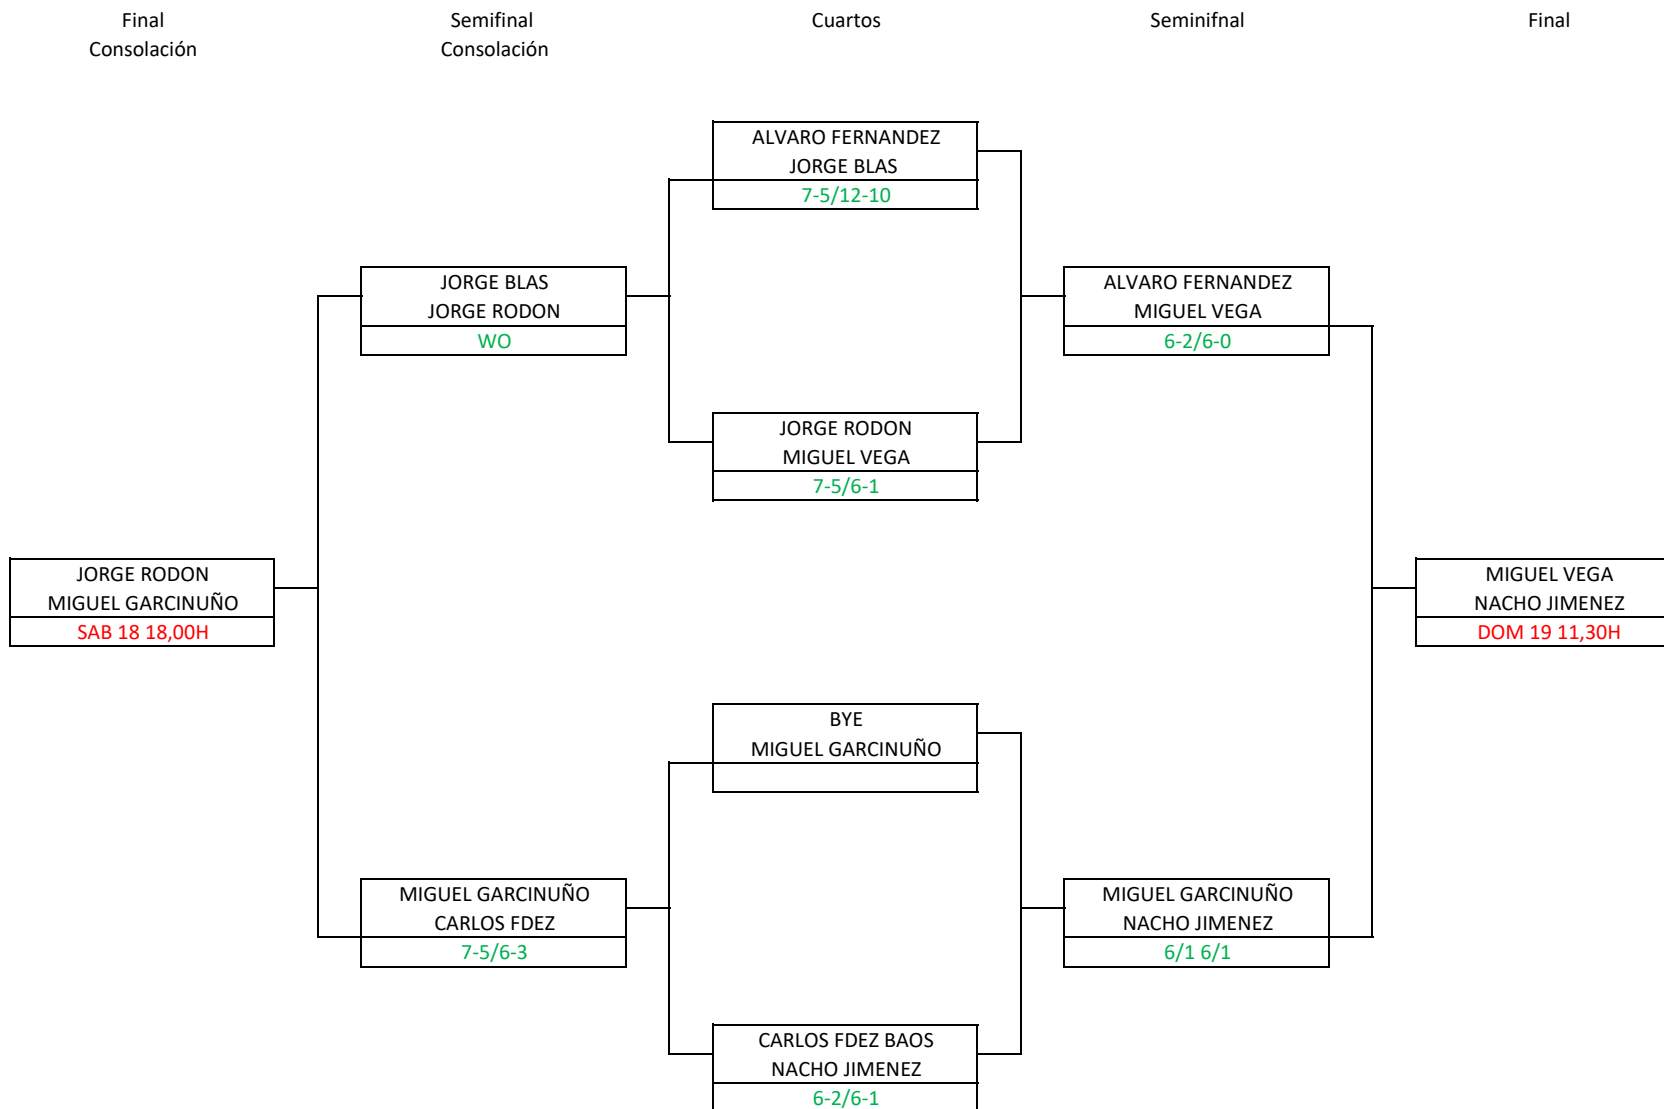 Final
Consolación
Semifinal
Consolación
Cuartos
Seminifnal
Final
ALVARO FERNANDEZ
JORGE BLAS
7-5/12-10
JORGE BLAS
JORGE RODON
WO
ALVARO FERNANDEZ
MIGUEL VEGA
6-2/6-0
JORGE RODON
MIGUEL VEGA
7-5/6-1
JORGE RODON
MIGUEL GARCINUÑO
SAB 18 18,00H
MIGUEL VEGA
NACHO JIMENEZ
DOM 19 11,30H
BYE
MIGUEL GARCINUÑO
MIGUEL GARCINUÑO
CARLOS FDEZ
7-5/6-3
MIGUEL GARCINUÑO
NACHO JIMENEZ
6/1 6/1
CARLOS FDEZ BAOS
NACHO JIMENEZ
6-2/6-1